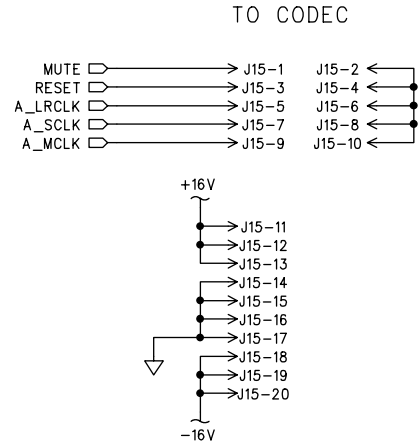 TO CODEC
MUTE J15-1 J15-2
RESET J15-3 J15-4
A_LRCLK J15-5 J15-6
A_SCLK J15-7 J15-8
A_MCLK J15-9 J15-10
+16V
J15-11
J15-12
J15-13
J15-14
J15-15
J15-16
J15-17
J15-18
J15-19
J15-20
-16V